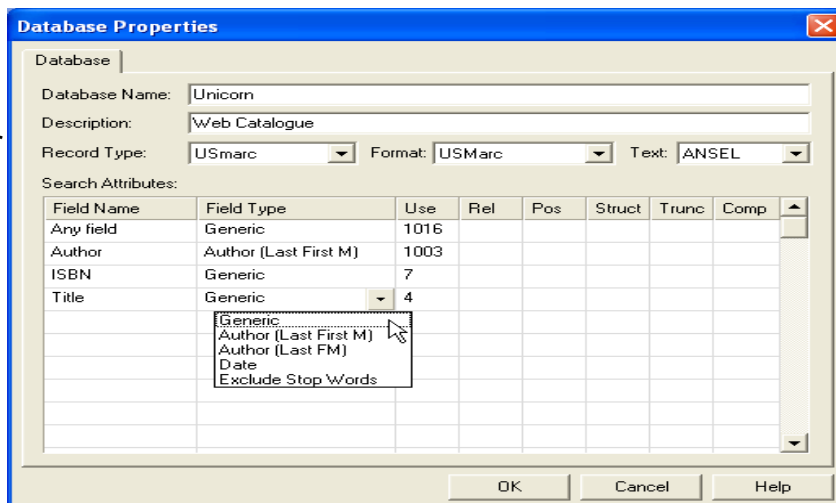 Database Properties
Database
Database Name: Unicorn
Description: Web Catalogue
Record Type: USmarc Format: USMarc Text: ANSEL
Search Attributes:
Field Name Field Type Use Rel Pos Struct Trunc Comp
Any field Generic 1016
Author Author (Last First M) 1003
ISBN Generic 7
Title Generic 4
Generic
Author (Last First M)
Author (Last FM)
Date
Exclude Stop Words
OK Cancel Help